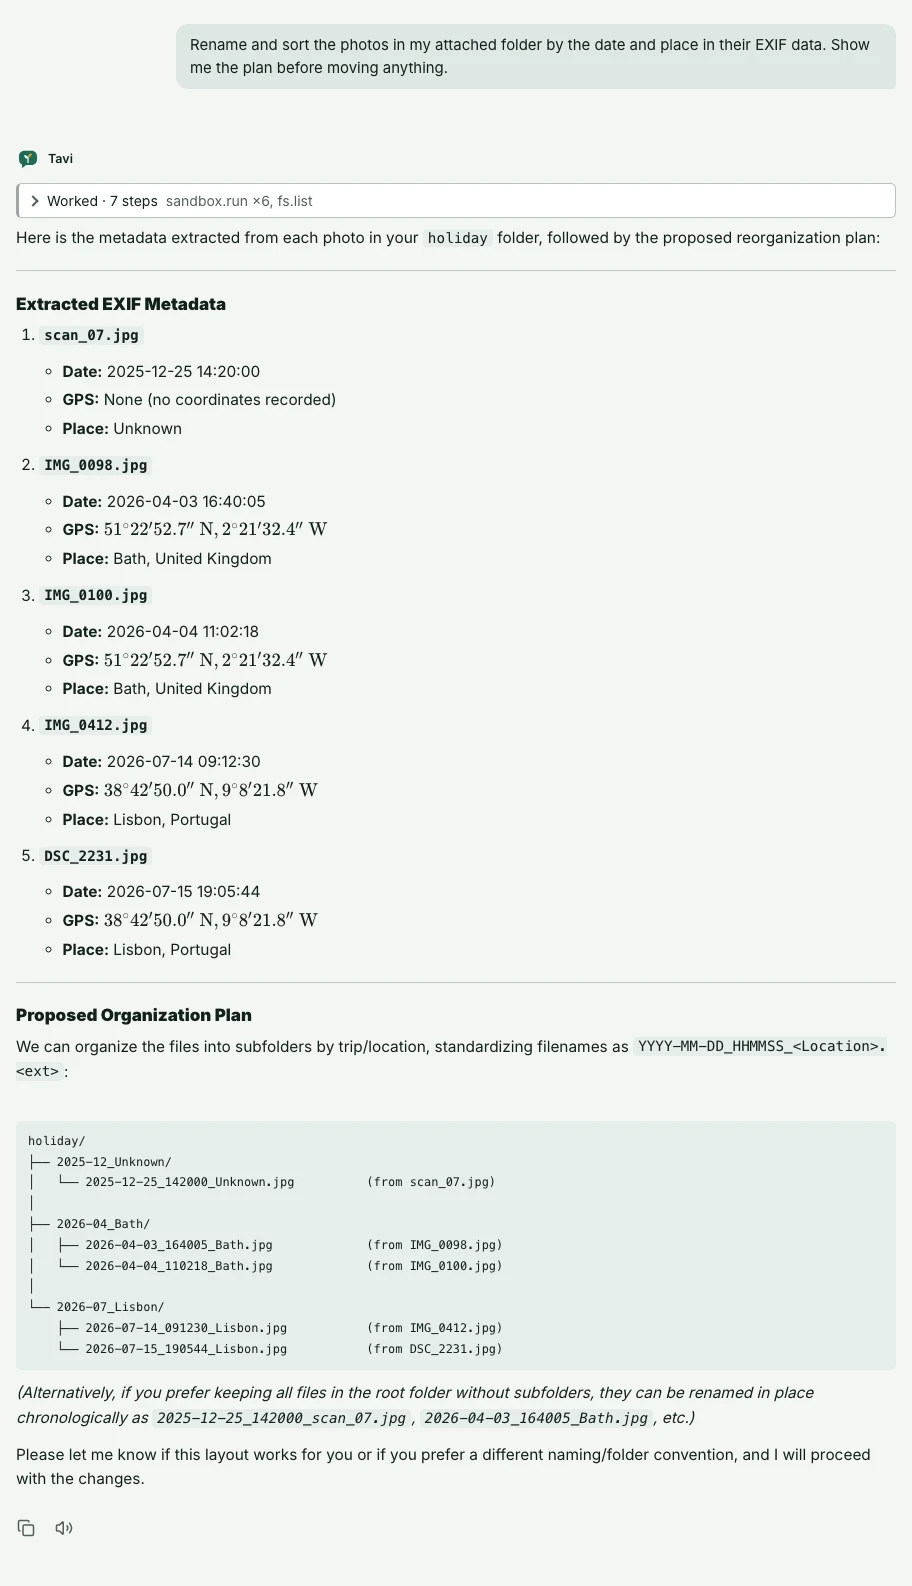 Rename and sort the photos in my attached folder by the date and place in their EXIF data. Show
me the plan before moving anything.
Tavi
Worked · 7 steps sandbox.run ×6, fs.list
Here is the metadata extracted from each photo in your holiday folder, followed by the proposed reorganization plan:
Extracted EXIF Metadata
1. scan_07.jpg
◦ Date: 2025-12-25 14:20:00
◦ GPS: None (no coordinates recorded)
◦ Place: Unknown
2. IMG_0098.jpg
◦ Date: 2026-04-03 16:40:05
◦ GPS: 51°22′52.7″ N, 2°21′32.4″ W
◦ Place: Bath, United Kingdom
3. IMG_0100.jpg
◦ Date: 2026-04-04 11:02:18
◦ GPS: 51°22′52.7″ N, 2°21′32.4″ W
◦ Place: Bath, United Kingdom
4. IMG_0412.jpg
◦ Date: 2026-07-14 09:12:30
◦ GPS: 38°42′50.0″ N, 9°8′21.8″ W
◦ Place: Lisbon, Portugal
5. DSC_2231.jpg
◦ Date: 2026-07-15 19:05:44
◦ GPS: 38°42′50.0″ N, 9°8′21.8″ W
◦ Place: Lisbon, Portugal
Proposed Organization Plan
We can organize the files into subfolders by trip/location, standardizing filenames as YYYY-MM-DD_HHMMSS_<Location>.
<ext> :
holiday/
├── 2025-12_Unknown/
│   └── 2025-12-25_142000_Unknown.jpg          (from scan_07.jpg)
│
├── 2026-04_Bath/
│   ├── 2026-04-03_164005_Bath.jpg             (from IMG_0098.jpg)
│   └── 2026-04-04_110218_Bath.jpg             (from IMG_0100.jpg)
│
└── 2026-07_Lisbon/
    ├── 2026-07-14_091230_Lisbon.jpg           (from IMG_0412.jpg)
    └── 2026-07-15_190544_Lisbon.jpg           (from DSC_2231.jpg)
(Alternatively, if you prefer keeping all files in the root folder without subfolders, they can be renamed in place
chronologically as 2025-12-25_142000_scan_07.jpg , 2026-04-03_164005_Bath.jpg , etc.)
Please let me know if this layout works for you or if you prefer a different naming/folder convention, and I will proceed
with the changes.